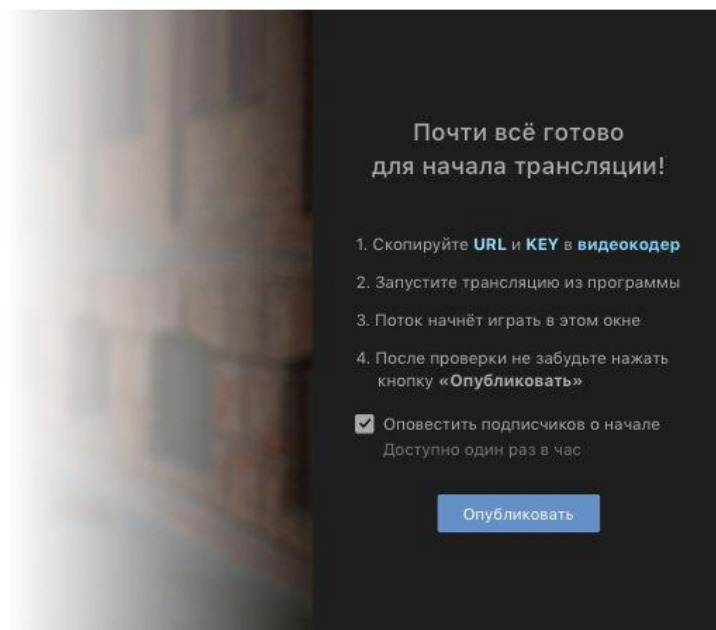 Почти всё готово
для начала трансляции!
1. Скопируйте URL и KEY в видеокодер
2. Запустите трансляцию из программы
3. Поток начнёт играть в этом окне
4. После проверки не забудьте нажать
кнопку «Опубликовать»
Оповестить подписчиков о начале
Доступно один раз в час
Опубликовать